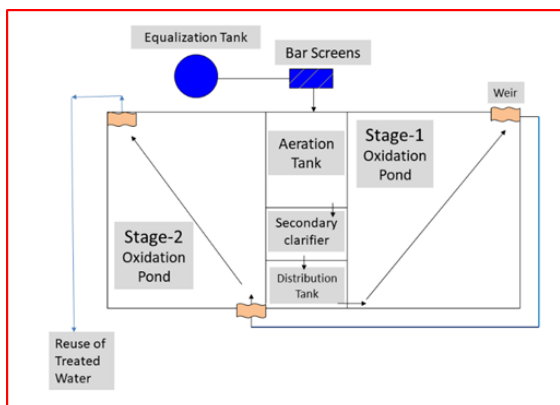 Equalization Tank
Bar Screens
Weir
Aeration
Tank
Stage-1
Oxidation
Pond
Secondary
clarifier
Stage-2
Oxidation
Pond
Distribution
Tank
Reuse of
Treated
Water